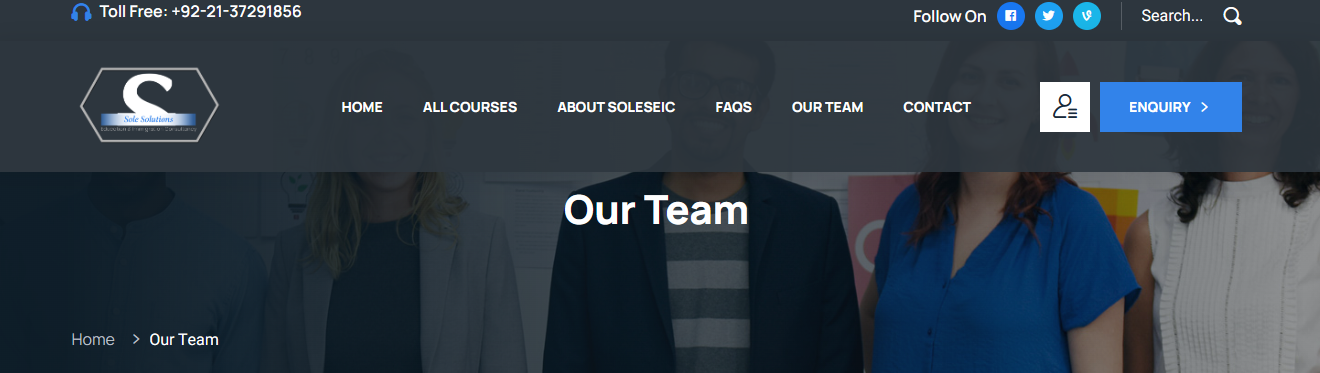 Toll Free: +92-21-37291856
Follow On
Search...
S
Sole Solutions
Education & Immigration Consultancy
HOME
ALL COURSES
ABOUT SOLESEIC
FAQS
OUR TEAM
CONTACT
ENQUIRY
Our Team
Home > Our Team